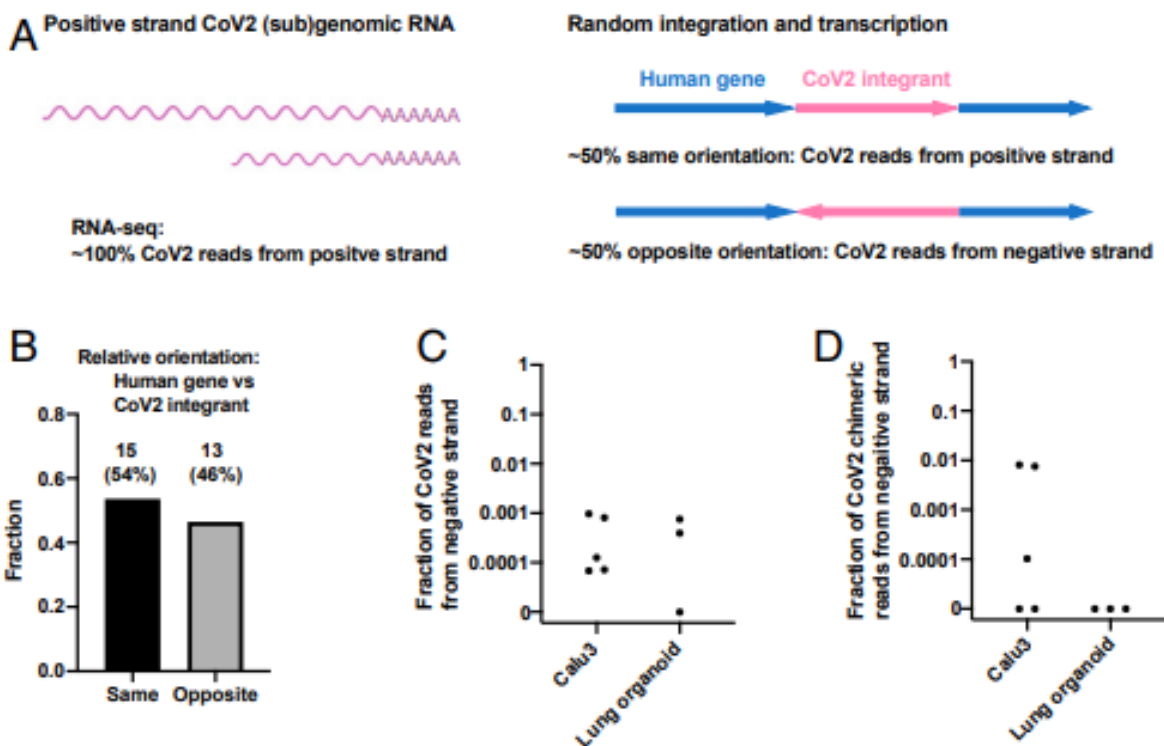 A
Positive strand CoV2 (sub)genomic RNA
AAAAAA
AAAAAA
RNA-seq:
~100% CoV2 reads from positve strand
Random integration and transcription
Human gene CoV2 integrant
~50% same orientation: CoV2 reads from positive strand
~50% opposite orientation: CoV2 reads from negative strand
B
Relative orientation:
Human gene vs
CoV2 integrant
Fraction
0.8
0.6
0.4
0.2
0.0
15
(54%)
13
(46%)
Same Opposite
C
Fraction of CoV2 reads
from negative strand
1
0.1
0.01
0.001
0.0001
0
Calu3
Lung organoid
D
Fraction of CoV2 chimeric
reads from negaitive strand
1
0.1
0.01
0.001
0.0001
0
Calu3
Lung organoid